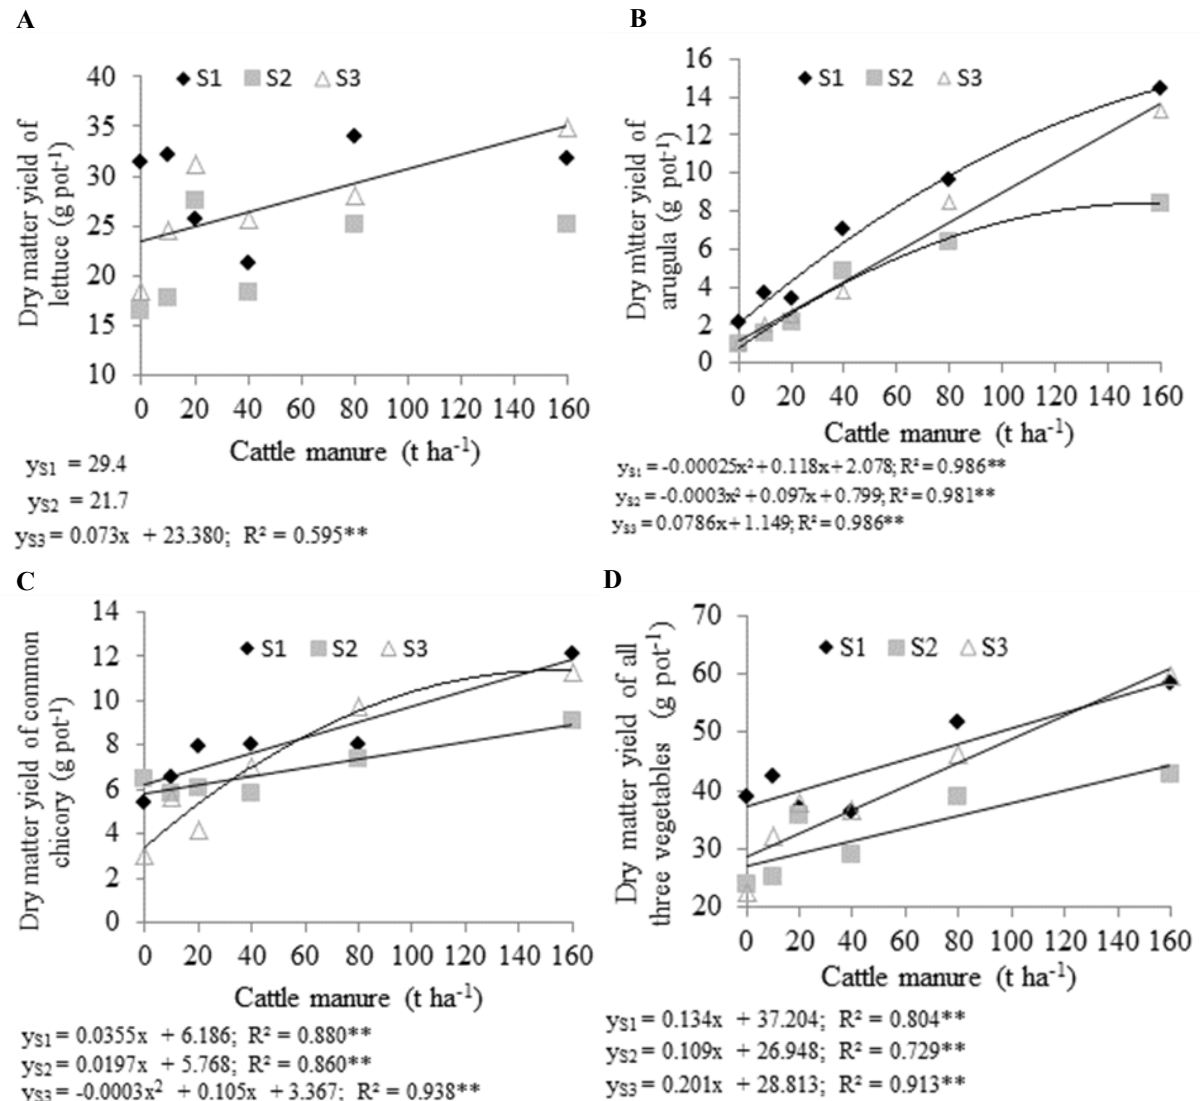 A
S1 S2 S3
Dry matter yield of
lettuce (g pot-1)
40
35
30
25
20
15
10
0 20 40 60 80 100 120 140 160
Cattle manure (t ha-1)
yS1 = 29.4
yS2 = 21.7
yS3 = 0.073x + 23.380; R² = 0.595**
B
S1 S2 S3
Dry m\tter yield of
arugula (g pot-1)
16
14
12
10
8
6
4
2
0
0 20 40 60 80 100 120 140 160
Cattle manure (t ha-1)
yS1 = -0.00025x² + 0.118x + 2.078; R² = 0.986**
yS2 = -0.0003x² + 0.097x + 0.799; R² = 0.981**
yS3 = 0.0786x + 1.149; R² = 0.986**
C
S1 S2 S3
Dry matter yield of common
chicory (g pot-1)
14
12
10
8
6
4
2
0
0 20 40 60 80 100 120 140 160
Cattle manure (t ha-1)
yS1 = 0.0355x + 6.186; R² = 0.880**
yS2 = 0.0197x + 5.768; R² = 0.860**
yS3 = -0.0003x² + 0.105x + 3.367; R² = 0.938**
D
S1 S2 S3
Dry matter yield of all
three vegetables (g pot-1)
70
60
50
40
30
20
0 20 40 60 80 100 120 140 160
Cattle manure (t ha-1)
yS1 = 0.134x + 37.204; R² = 0.804**
yS2 = 0.109x + 26.948; R² = 0.729**
yS3 = 0.201x + 28.813; R² = 0.913**